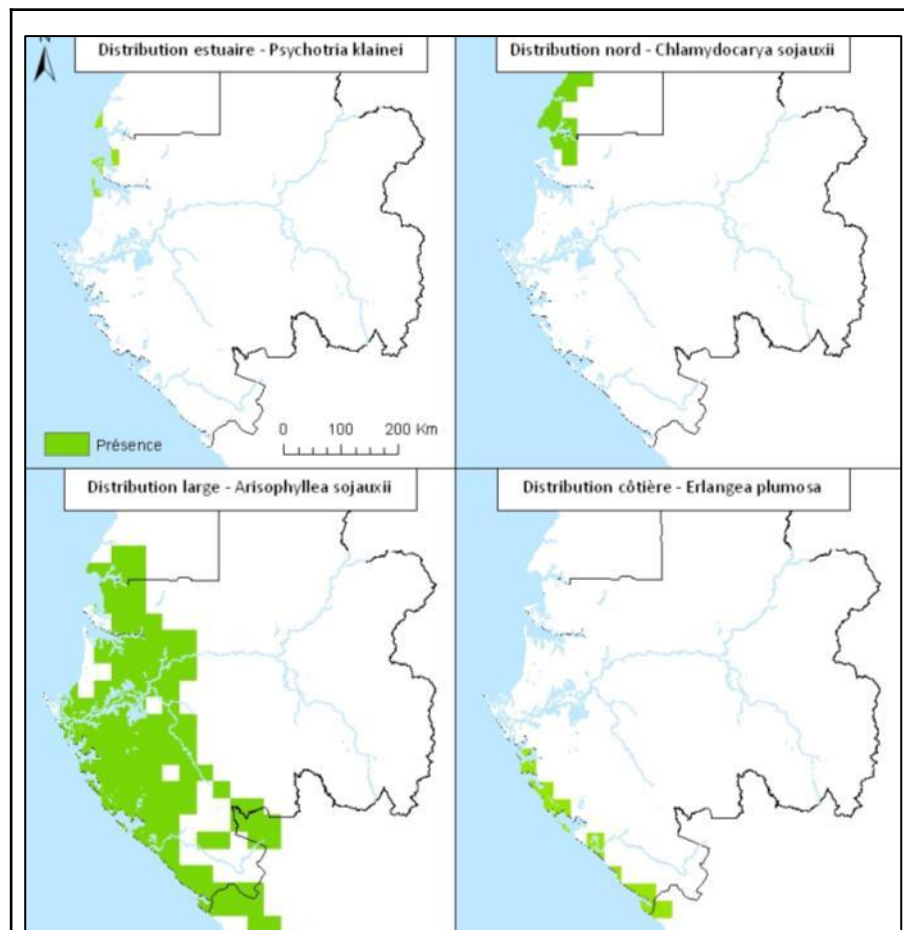 Distribution estuaire - Psychotria klainei
Distribution nord - Chlamydocarya sojauxii
N
Présence
0 100 200 Km
Distribution large - Arisophyllea sojauxii
Distribution côtière - Erlangea plumosa